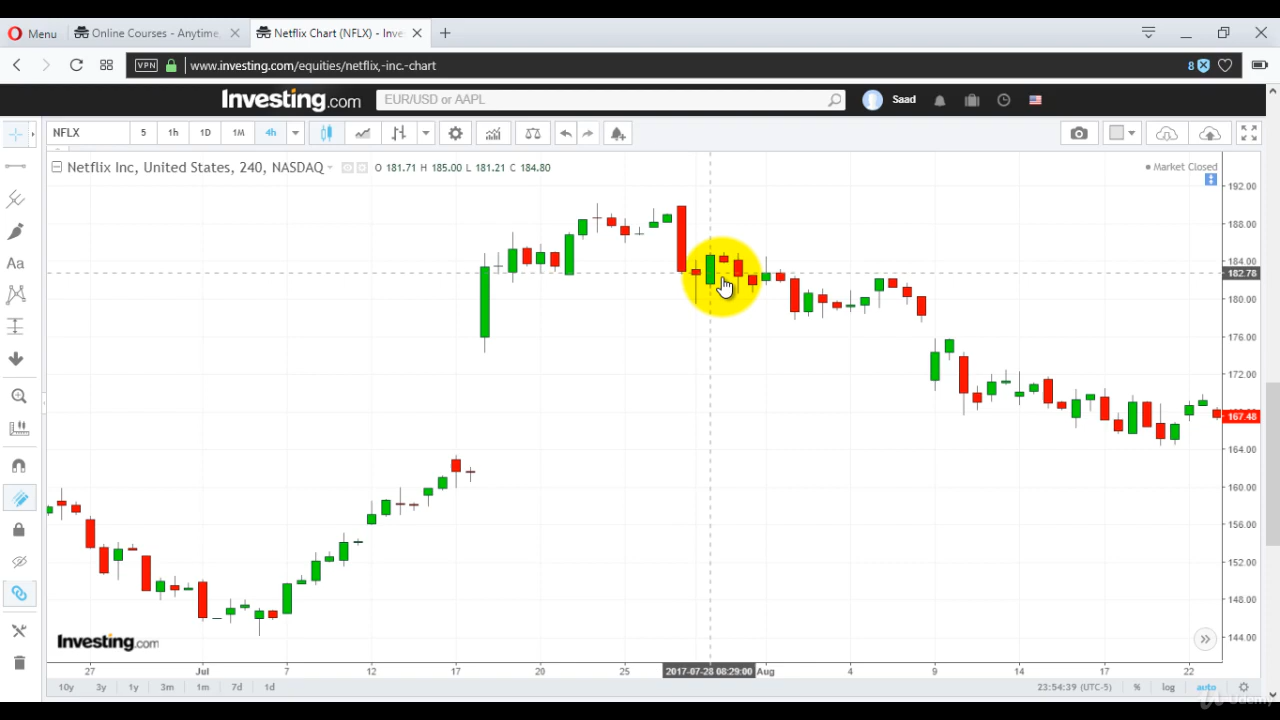 Menu
Online Courses - Anytime,
Netflix Chart (NFLX) - Inve
VPN www.investing.com/equities/netflix,-inc.-chart 8
Investing.com EUR/USD or AAPL Saad
NFLX 5 1h 1D 1M 4h
Aa
Netflix Inc, United States, 240, NASDAQ O 181.71 H 185.00 L 181.21 C 184.80
Market Closed
192.00
188.00
184.00
182.78
180.00
176.00
172.00
167.48
164.00
160.00
156.00
152.00
148.00
144.00
Investing.com
27 Jul 7 12 17 20 25 2017-07-28 08:29:00 Aug 4 9 14 17 22
10y 3y 1y 3m 1m 7d 1d 23:54:39 (UTC-5) % log auto
Udemy